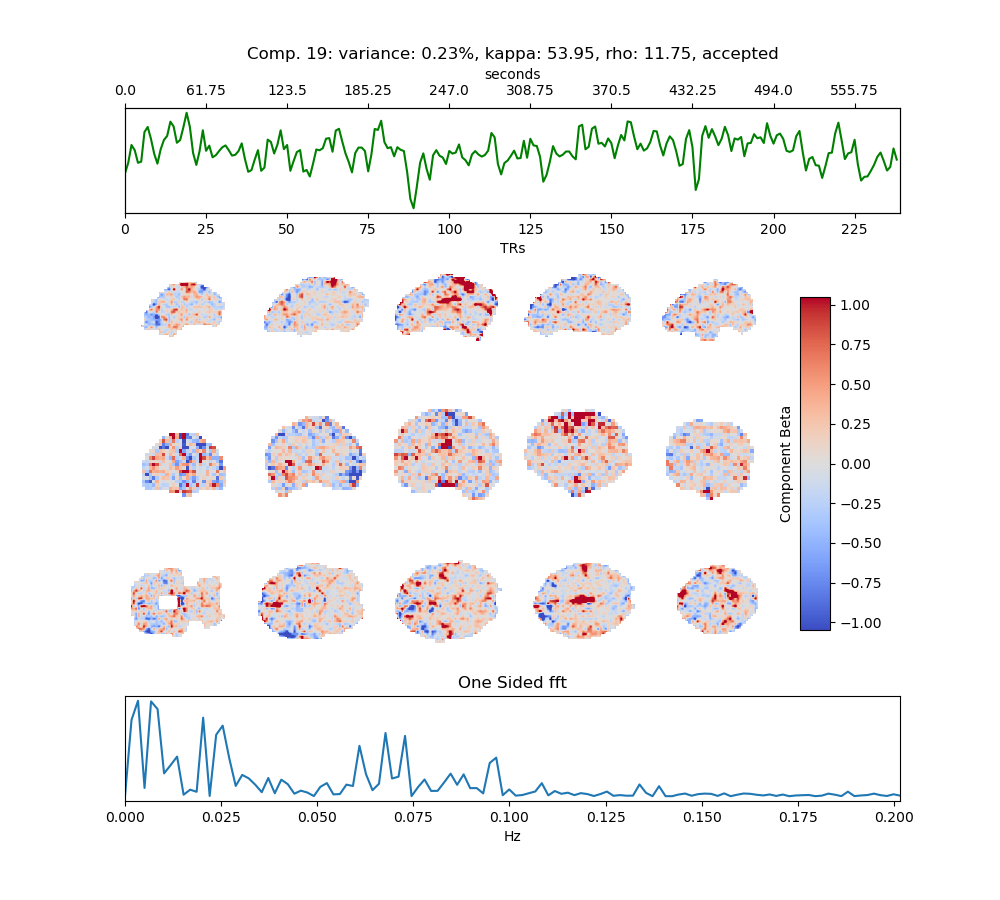 Comp. 19: variance: 0.23%, kappa: 53.95, rho: 11.75, accepted
seconds
0.0 61.75 123.5 185.25 247.0 308.75 370.5 432.25 494.0 555.75
0 25 50 75 100 125 150 175 200 225
TRs
1.00
0.75
0.50
0.25
0.00
−0.25
−0.50
−0.75
−1.00
Component Beta
One Sided fft
0.000 0.025 0.050 0.075 0.100 0.125 0.150 0.175 0.200
Hz